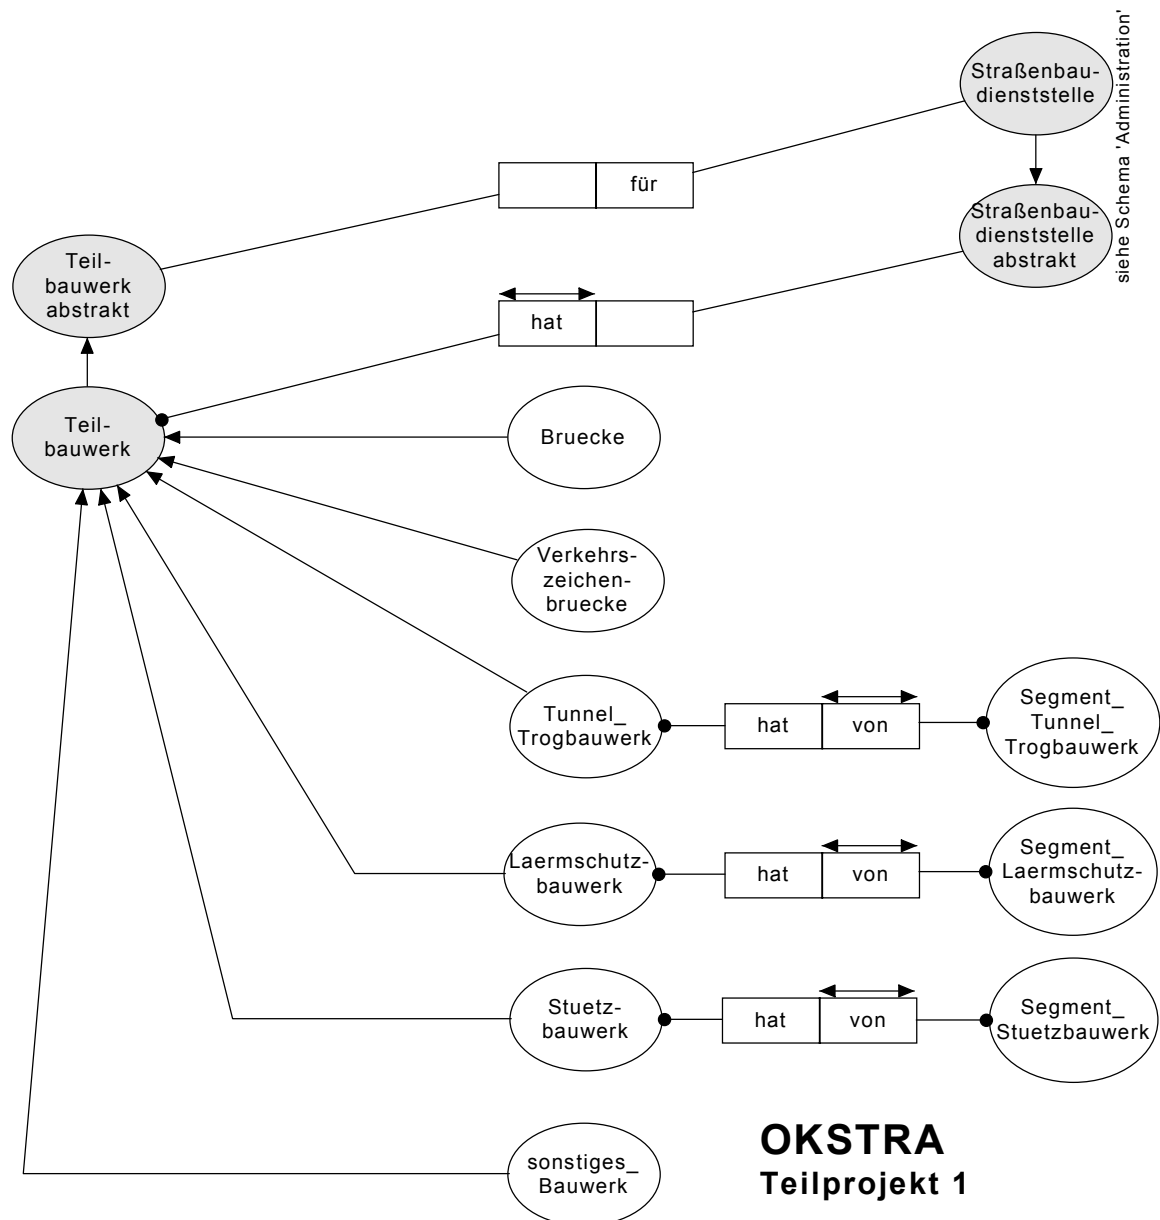 Straßenbau-
dienststelle
siehe Schema 'Administration'
für
Straßenbau-
dienststelle
abstrakt
Teil-
bauwerk
abstrakt
hat
Teil-
bauwerk
Bruecke
Verkehrs-
zeichen-
bruecke
Tunnel_
Trogbauwerk
hat
von
Segment_
Tunnel_
Trogbauwerk
Laermschutz-
bauwerk
hat
von
Segment_
Laermschutz-
bauwerk
Stuetz-
bauwerk
hat
von
Segment_
Stuetzbauwerk
sonstiges_
Bauwerk
OKSTRA
Teilprojekt 1